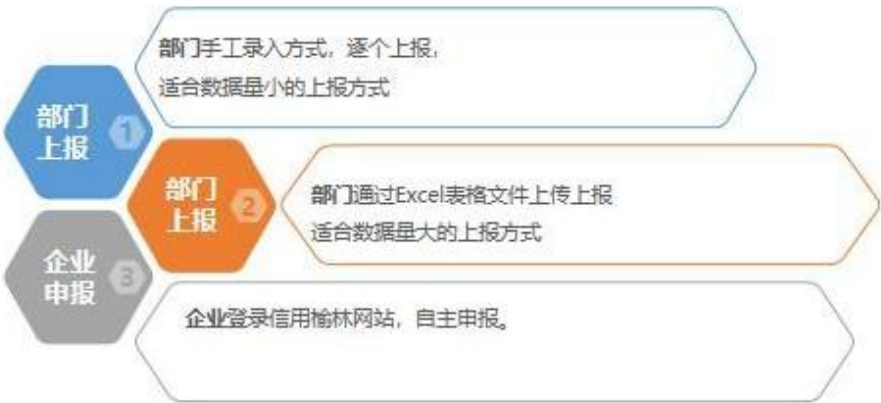 部门手工录入方式，逐个上报，
适合数据量小的上报方式
部门
上报
1
部门
上报
2
部门通过Excel表格文件上传上报
适合数据量大的上报方式
企业
申报
3
企业登录信用榆林网站，自主申报。